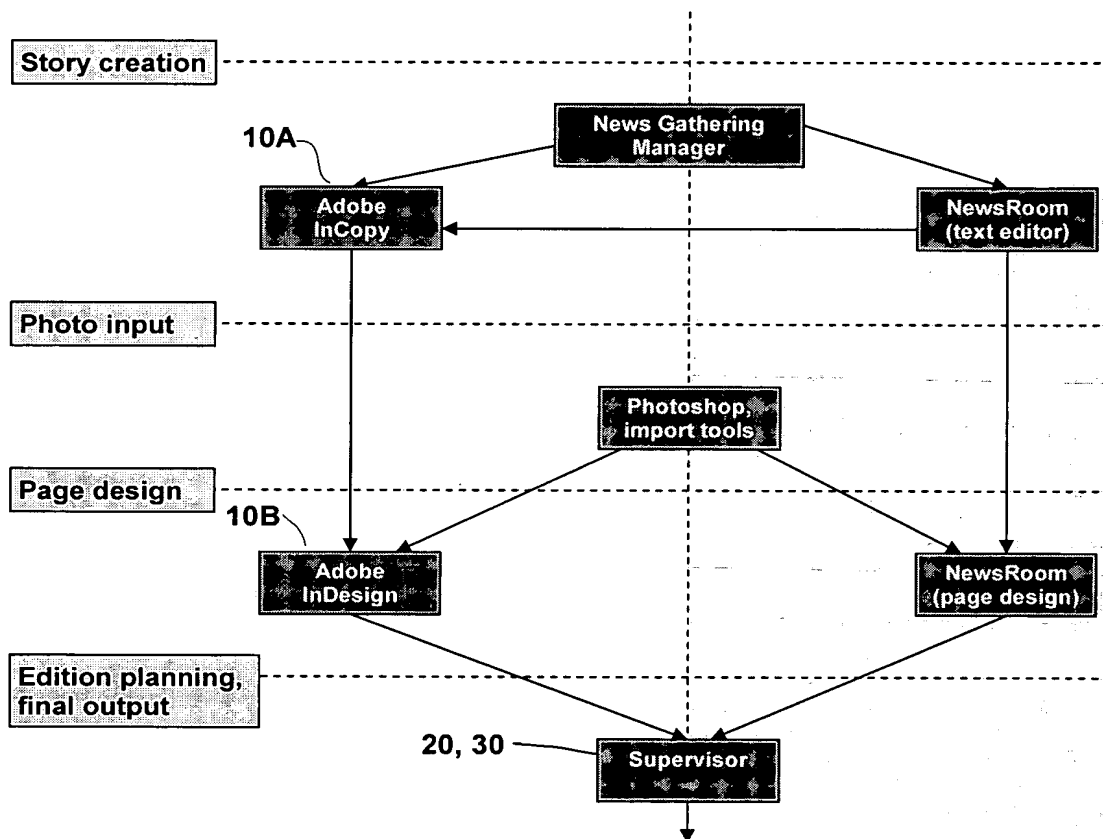 Story creation
News Gathering
Manager
10A
Adobe
InCopy
NewsRoom
(text editor)
Photo input
Photoshop,
import tools
Page design
10B
Adobe
InDesign
NewsRoom
(page design)
Edition planning,
final output
20, 30
Supervisor